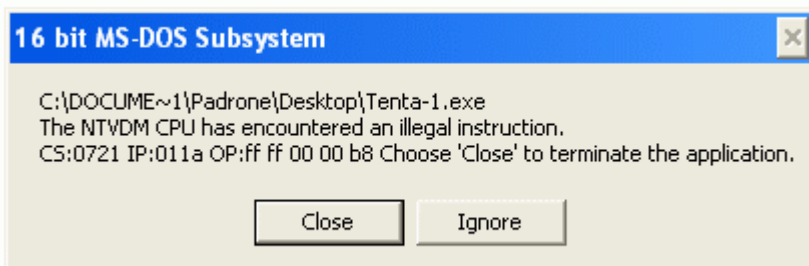 16 bit MS-DOS Subsystem
C:\DOCUME~1\Padrone\Desktop\Tenta-1.exe
The NTVDM CPU has encountered an illegal instruction.
CS:0721 IP:011a OP:ff ff 00 00 b8 Choose 'Close' to terminate the application.
Close Ignore